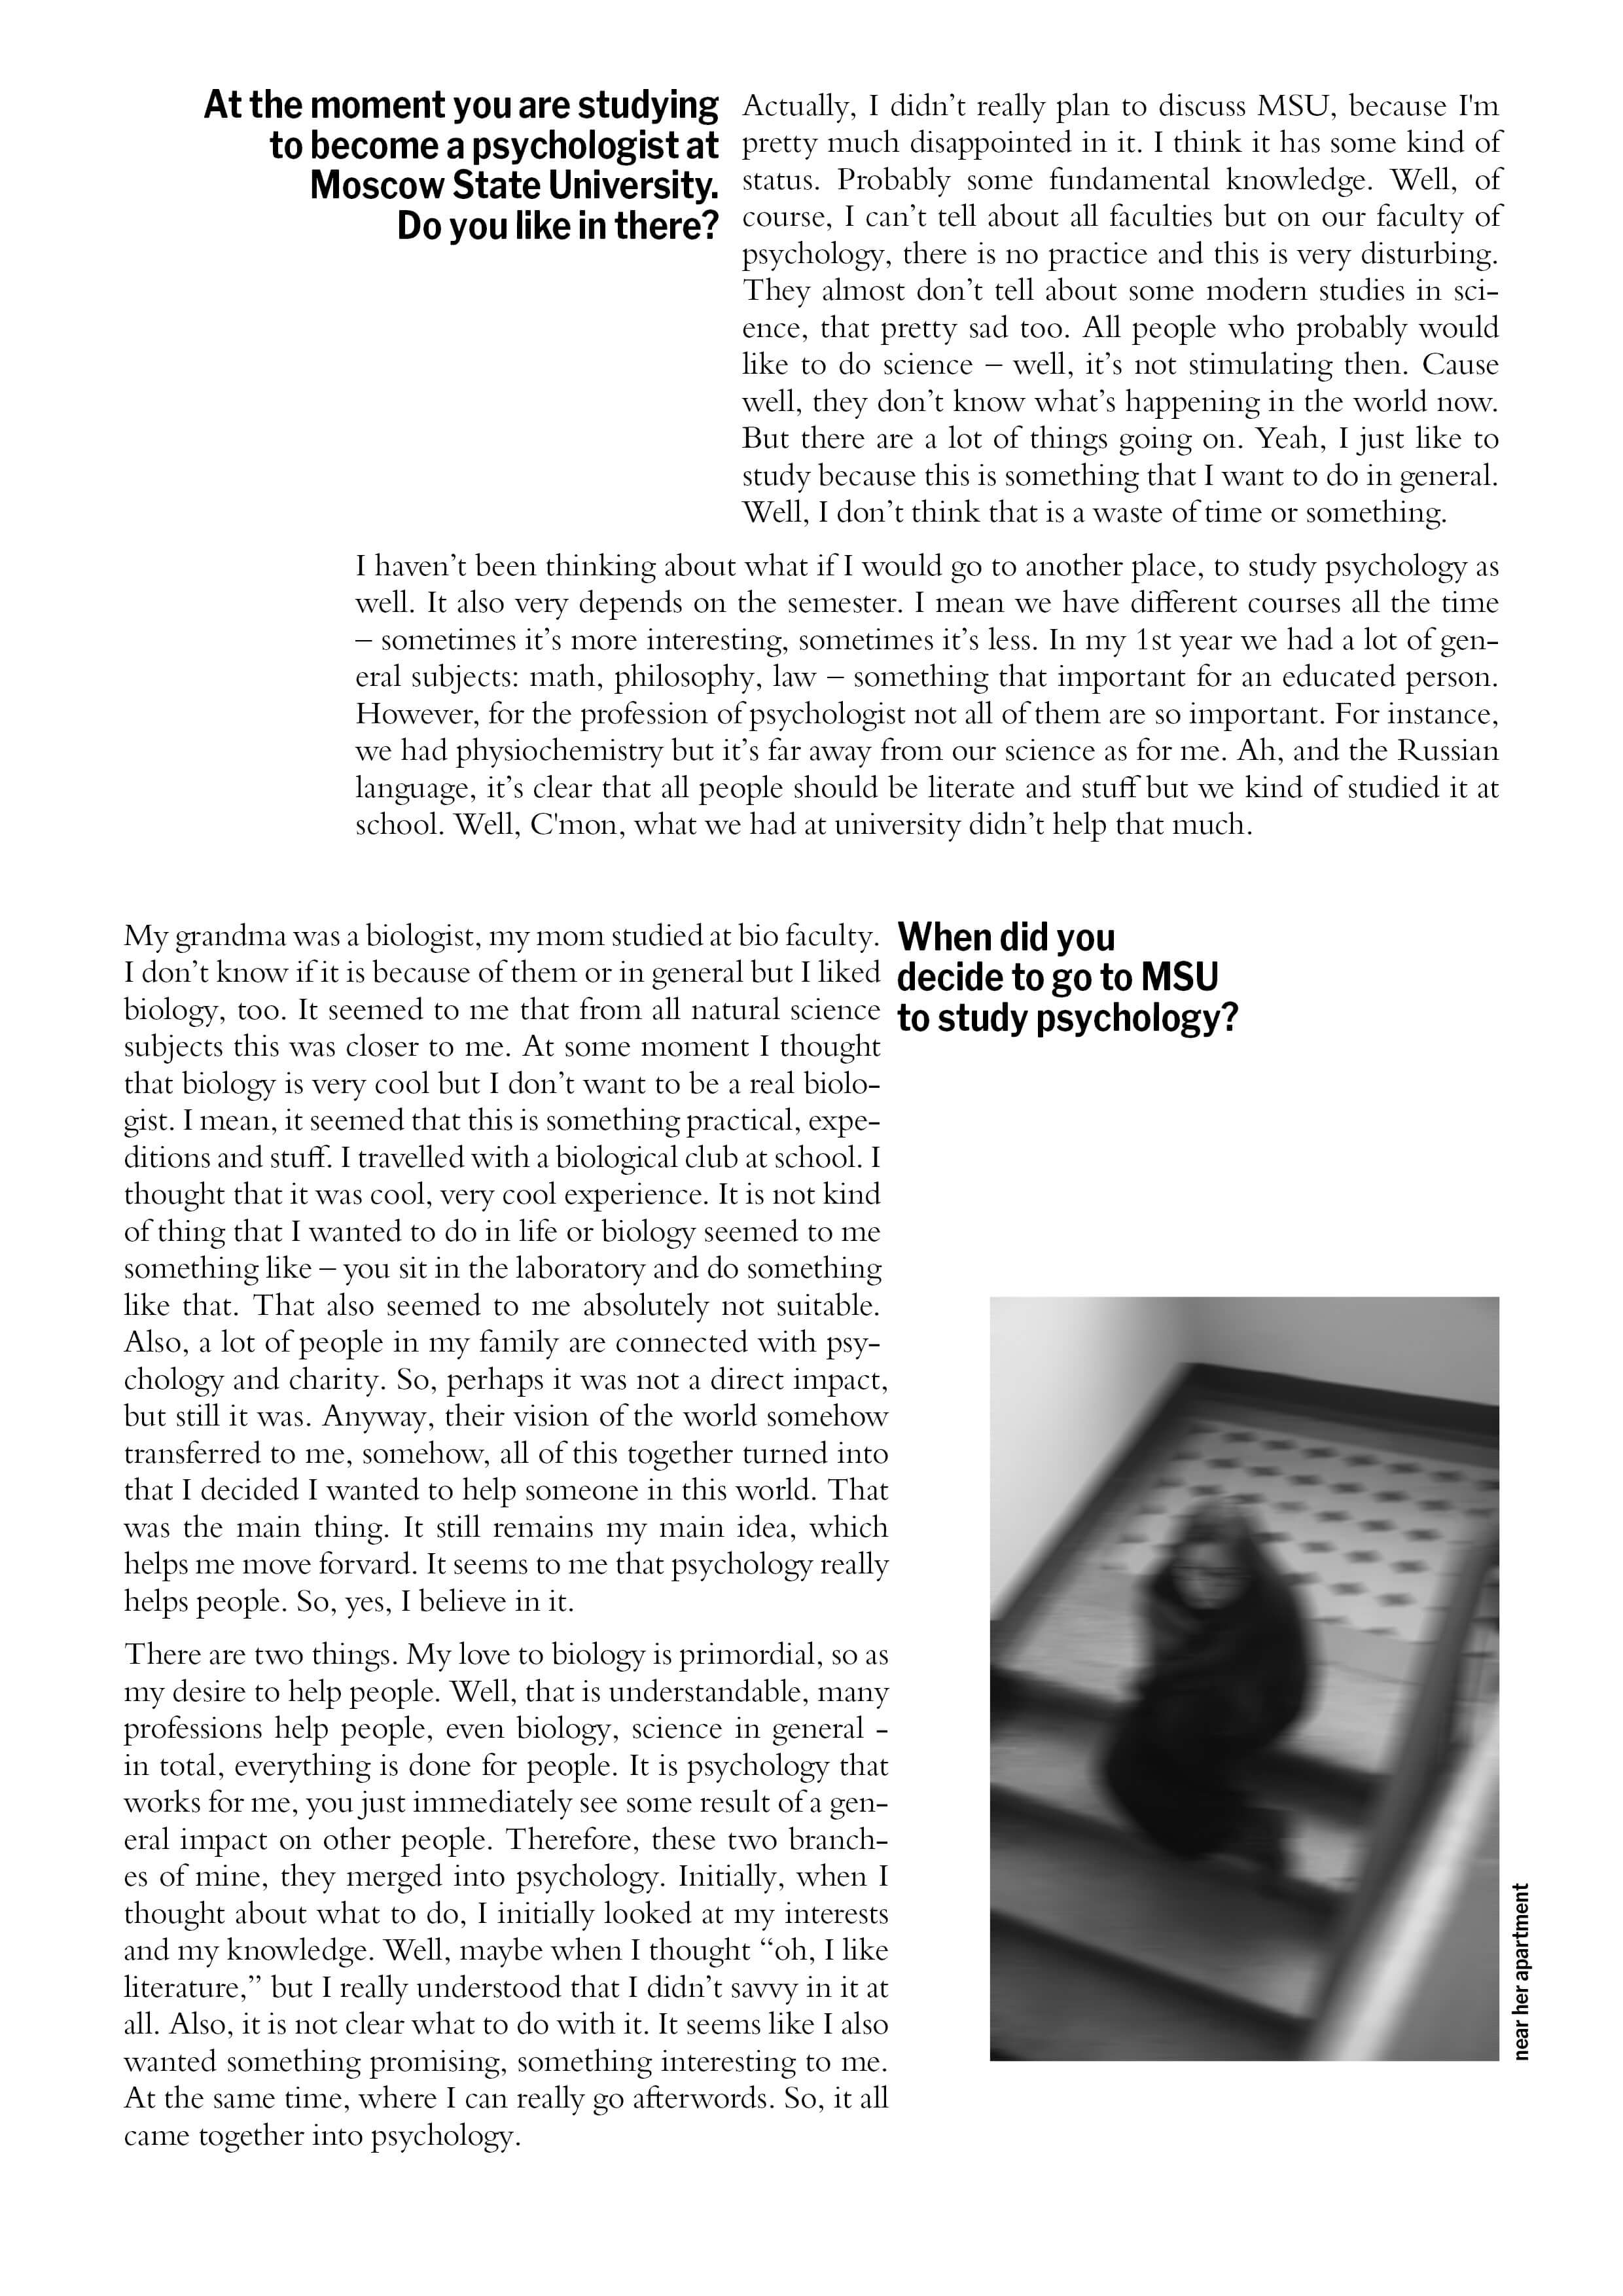 At the moment you are studying
to become a psychologist at
Moscow State University.
Do you like in there?
Actually, I didn’t really plan to discuss MSU, because I'm
pretty much disappointed in it. I think it has some kind of
status. Probably some fundamental knowledge. Well, of
course, I can’t tell about all faculties but on our faculty of
psychology, there is no practice and this is very disturbing.
They almost don’t tell about some modern studies in sci-
ence, that pretty sad too. All people who probably would
like to do science – well, it’s not stimulating then. Cause
well, they don’t know what’s happening in the world now.
But there are a lot of things going on. Yeah, I just like to
study because this is something that I want to do in general.
Well, I don’t think that is a waste of time or something.
I haven’t been thinking about what if I would go to another place, to study psychology as
well. It also very depends on the semester. I mean we have different courses all the time
– sometimes it’s more interesting, sometimes it’s less. In my 1st year we had a lot of gen-
eral subjects: math, philosophy, law – something that important for an educated person.
However, for the profession of psychologist not all of them are so important. For instance,
we had physiochemistry but it’s far away from our science as for me. Ah, and the Russian
language, it’s clear that all people should be literate and stuff but we kind of studied it at
school. Well, C'mon, what we had at university didn’t help that much.
When did you
decide to go to MSU
to study psychology?
My grandma was a biologist, my mom studied at bio faculty.
I don’t know if it is because of them or in general but I liked
biology, too. It seemed to me that from all natural science
subjects this was closer to me. At some moment I thought
that biology is very cool but I don’t want to be a real biolo-
gist. I mean, it seemed that this is something practical, expe-
ditions and stuff. I travelled with a biological club at school. I
thought that it was cool, very cool experience. It is not kind
of thing that I wanted to do in life or biology seemed to me
something like – you sit in the laboratory and do something
like that. That also seemed to me absolutely not suitable.
Also, a lot of people in my family are connected with psy-
chology and charity. So, perhaps it was not a direct impact,
but still it was. Anyway, their vision of the world somehow
transferred to me, somehow, all of this together turned into
that I decided I wanted to help someone in this world. That
was the main thing. It still remains my main idea, which
helps me move forvard. It seems to me that psychology really
helps people. So, yes, I believe in it.
There are two things. My love to biology is primordial, so as
my desire to help people. Well, that is understandable, many
professions help people, even biology, science in general -
in total, everything is done for people. It is psychology that
works for me, you just immediately see some result of a gen-
eral impact on other people. Therefore, these two branch-
es of mine, they merged into psychology. Initially, when I
thought about what to do, I initially looked at my interests
and my knowledge. Well, maybe when I thought “oh, I like
literature,” but I really understood that I didn’t savvy in it at
all. Also, it is not clear what to do with it. It seems like I also
wanted something promising, something interesting to me.
At the same time, where I can really go afterwords. So, it all
came together into psychology.
near her apartment